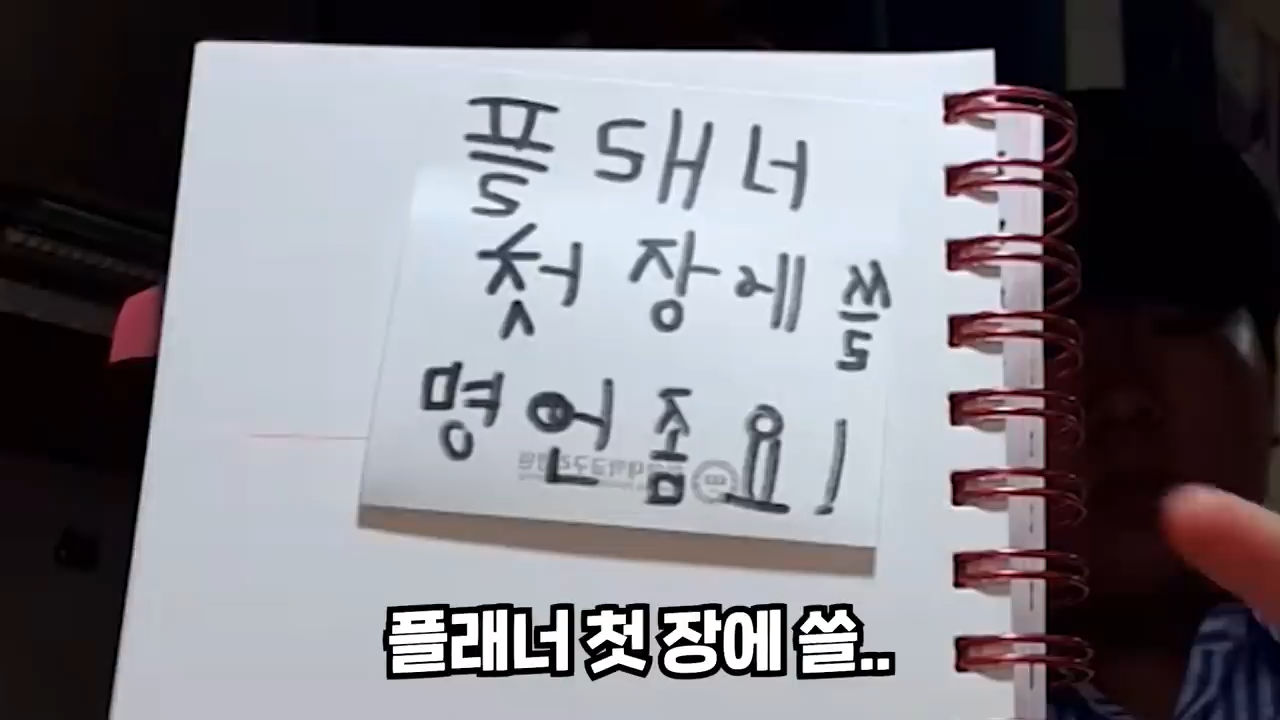 플래너
첫 장에 쓸
명언 좀요!
플래너 첫 장에 쓸..